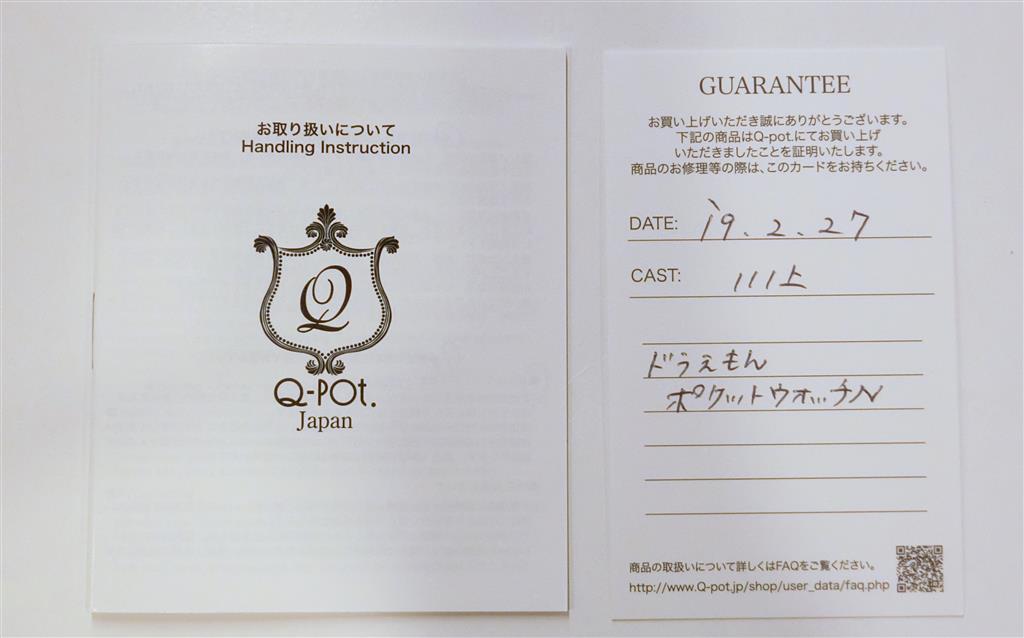 お取り扱いについて
Handling Instruction
Q
Q-POT.
Japan
GUARANTEE
お買い上げいただき誠にありがとうございます。
下記の商品はQ-pot.にてお買い上げ
いただきましたことを証明いたします。
商品のお修理等の際は、このカードをお持ちください。
DATE: '19.2.27
CAST: 川上
ドラえもん
ポケットウォッチN
商品の取扱いについて詳しくはFAQをご覧ください。
http://www.Q-pot.jp/shop/user_data/faq.php